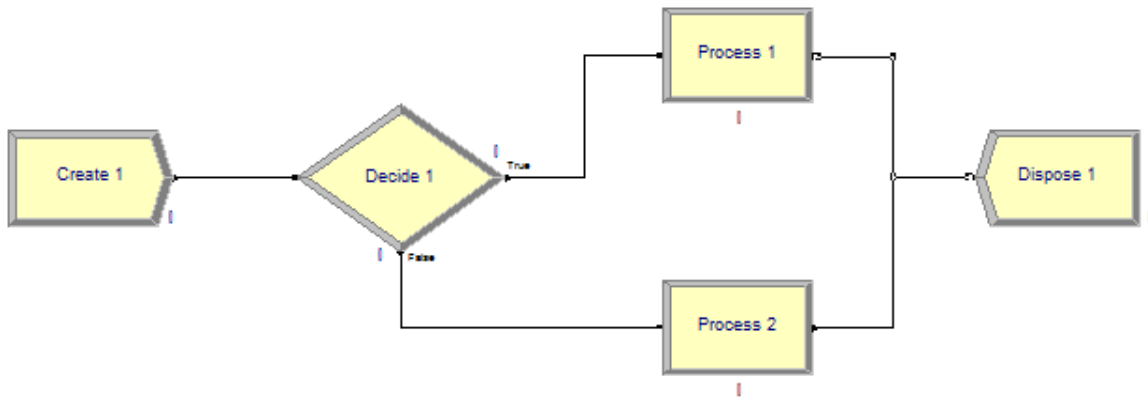 Create 1
Decide 1
True
False
Process 1
Process 2
Dispose 1